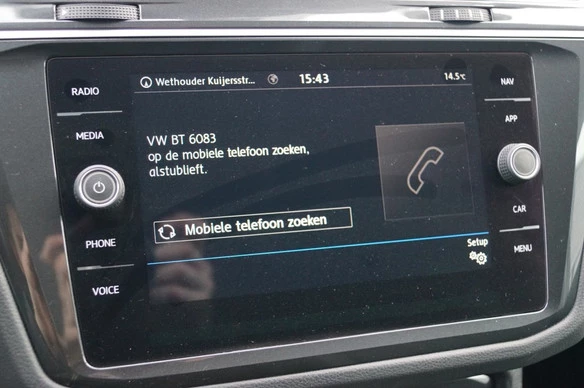 RADIO
MEDIA
PHONE
VOICE
Wethouder Kuijersstr... 15:43 14.5°C
VW BT 6083
op de mobiele telefoon zoeken,
alstublieft.
Mobiele telefoon zoeken
Setup
NAV
APP
CAR
MENU